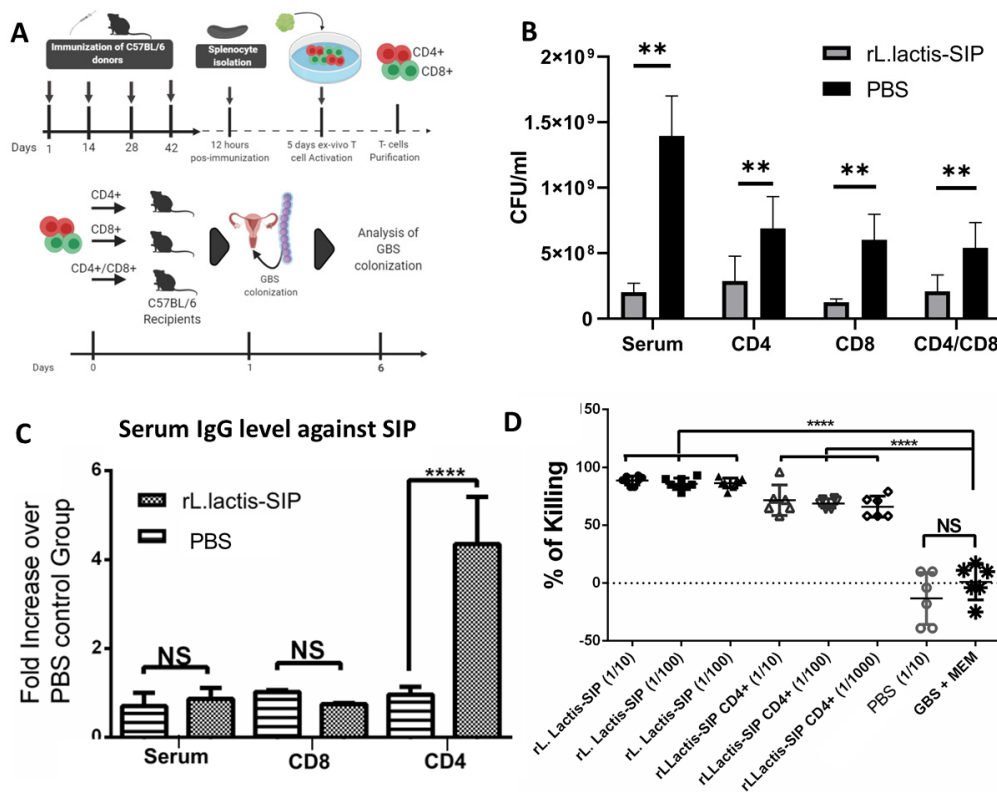 A
Immunization of C57BL/6
donors
Splenocyte
isolation
CD4+
CD8+
Days
1
14
28
42
12 hours
pos-immunization
5 days ex-vivo T
cell Activation
T- cells
Purification
CD4+
CD8+
CD4+/CD8+
C57BL/6
Recipients
GBS
colonization
Analysis of
GBS
colonization
Days
0
1
6
B
rL.lactis-SIP
PBS
CFU/ml
2×10⁹
1.5×10⁹
1×10⁹
5×10⁸
0
**
**
**
**
Serum
CD4
CD8
CD4/CD8
C
Serum IgG level against SIP
rL.lactis-SIP
PBS
Fold Increase over
PBS control Group
6
4
2
0
NS
NS
****
Serum
CD8
CD4
D
% of Killing
150
100
50
0
-50
****
****
NS
rL. Lactis-SIP (1/10)
rL. Lactis-SIP (1/100)
rL. Lactis-SIP (1/100)
rLLactis-SIP CD4+ (1/10)
rLLactis-SIP CD4+ (1/100)
rLLactis-SIP CD4+ (1/1000)
PBS (1/10)
GBS + MEM